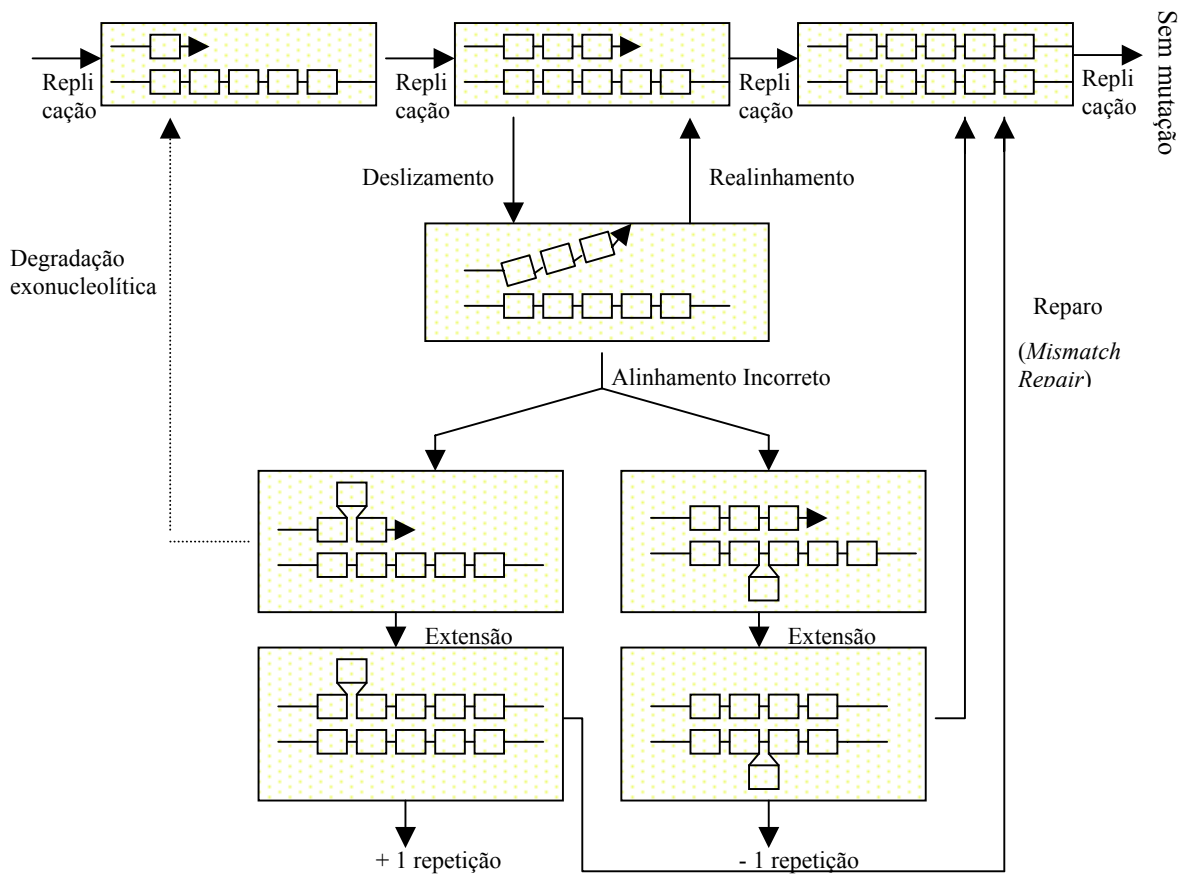 Repli
cação
Repli
cação
Repli
cação
Repli
cação
Sem mutação
Deslizamento
Realinhamento
Degradação
exonucleolítica
Reparo
(Mismatch
Repair)
Alinhamento Incorreto
Extensão
Extensão
+ 1 repetição
- 1 repetição